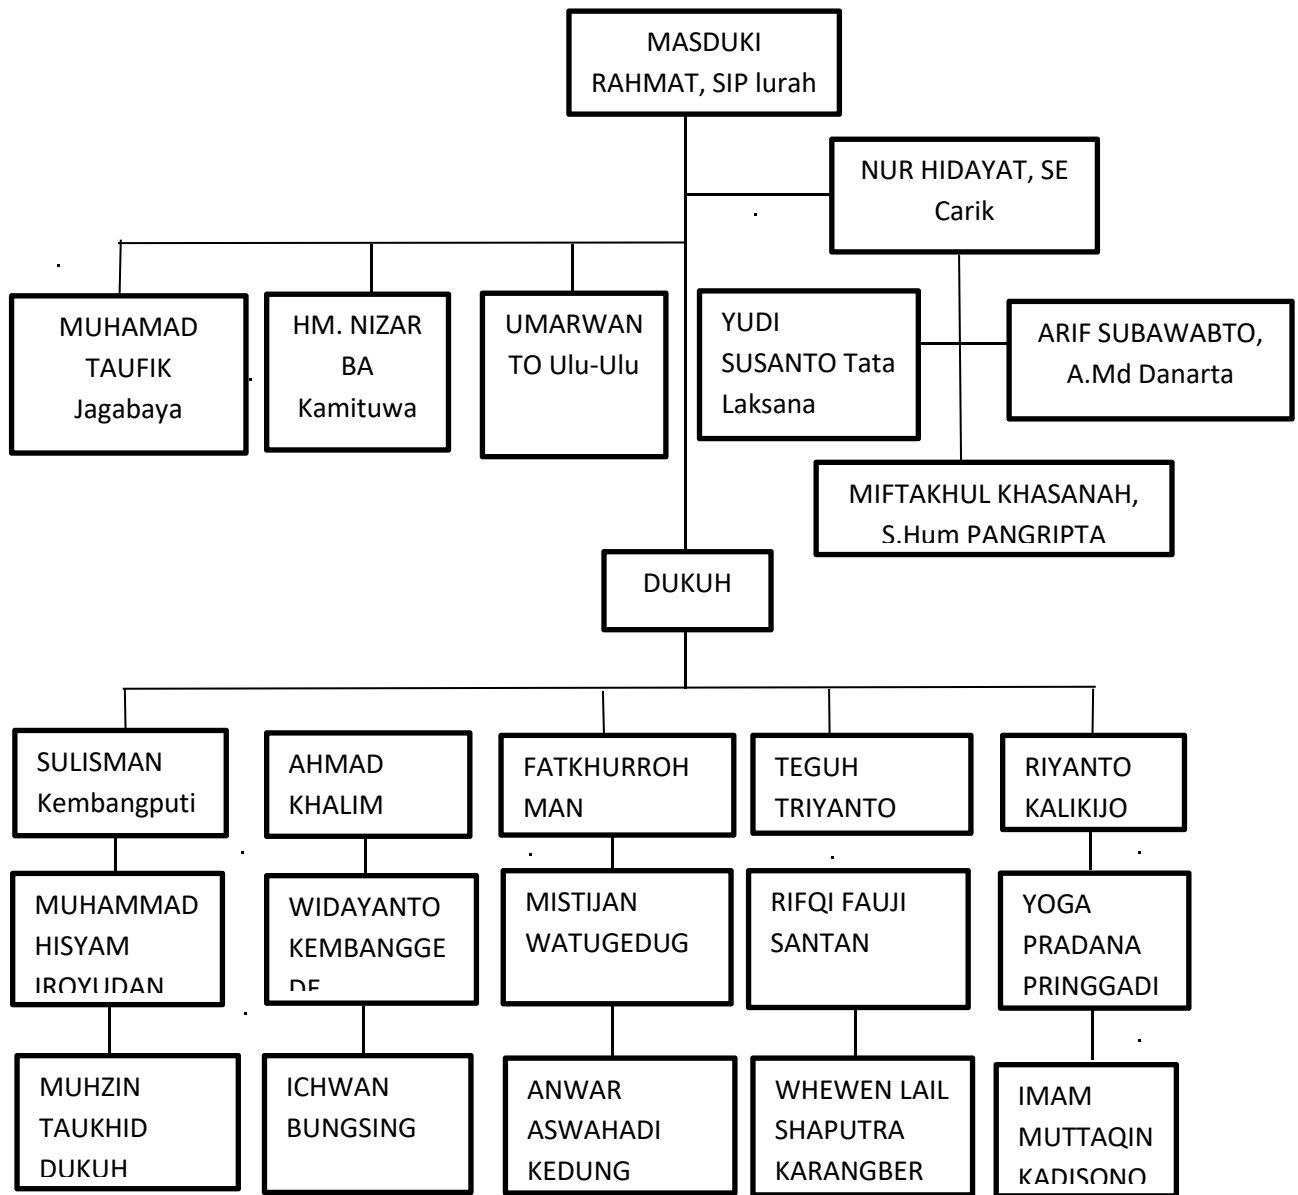 MASDUKI
RAHMAT, SIP lurah
NUR HIDAYAT, SE
Carik
MUHAMAD
TAUFIK
Jagabaya
HM. NIZAR
BA
Kamituwa
UMARWAN
TO Ulu-Ulu
YUDI
SUSANTO Tata
Laksana
ARIF SUBAWABTO,
A.Md Danarta
MIFTAKHUL KHASANAH,
S.Hum PANGRIPTA
DUKUH
SULISMAN
Kembangputi
AHMAD
KHALIM
FATKHURROH
MAN
TEGUH
TRIYANTO
RIYANTO
KALIKIJO
MUHAMMAD
HISYAM
IROYUDAN
WIDAYANTO
KEMBANGGE
DE
MISTIJAN
WATUGEDUG
RIFQI FAUJI
SANTAN
YOGA
PRADANA
PRINGGADI
MUHZIN
TAUKHID
DUKUH
ICHWAN
BUNGSING
ANWAR
ASWAHADI
KEDUNG
WHEWEN LAIL
SHAPUTRA
KARANGBER
IMAM
MUTTAQIN
KADISONO